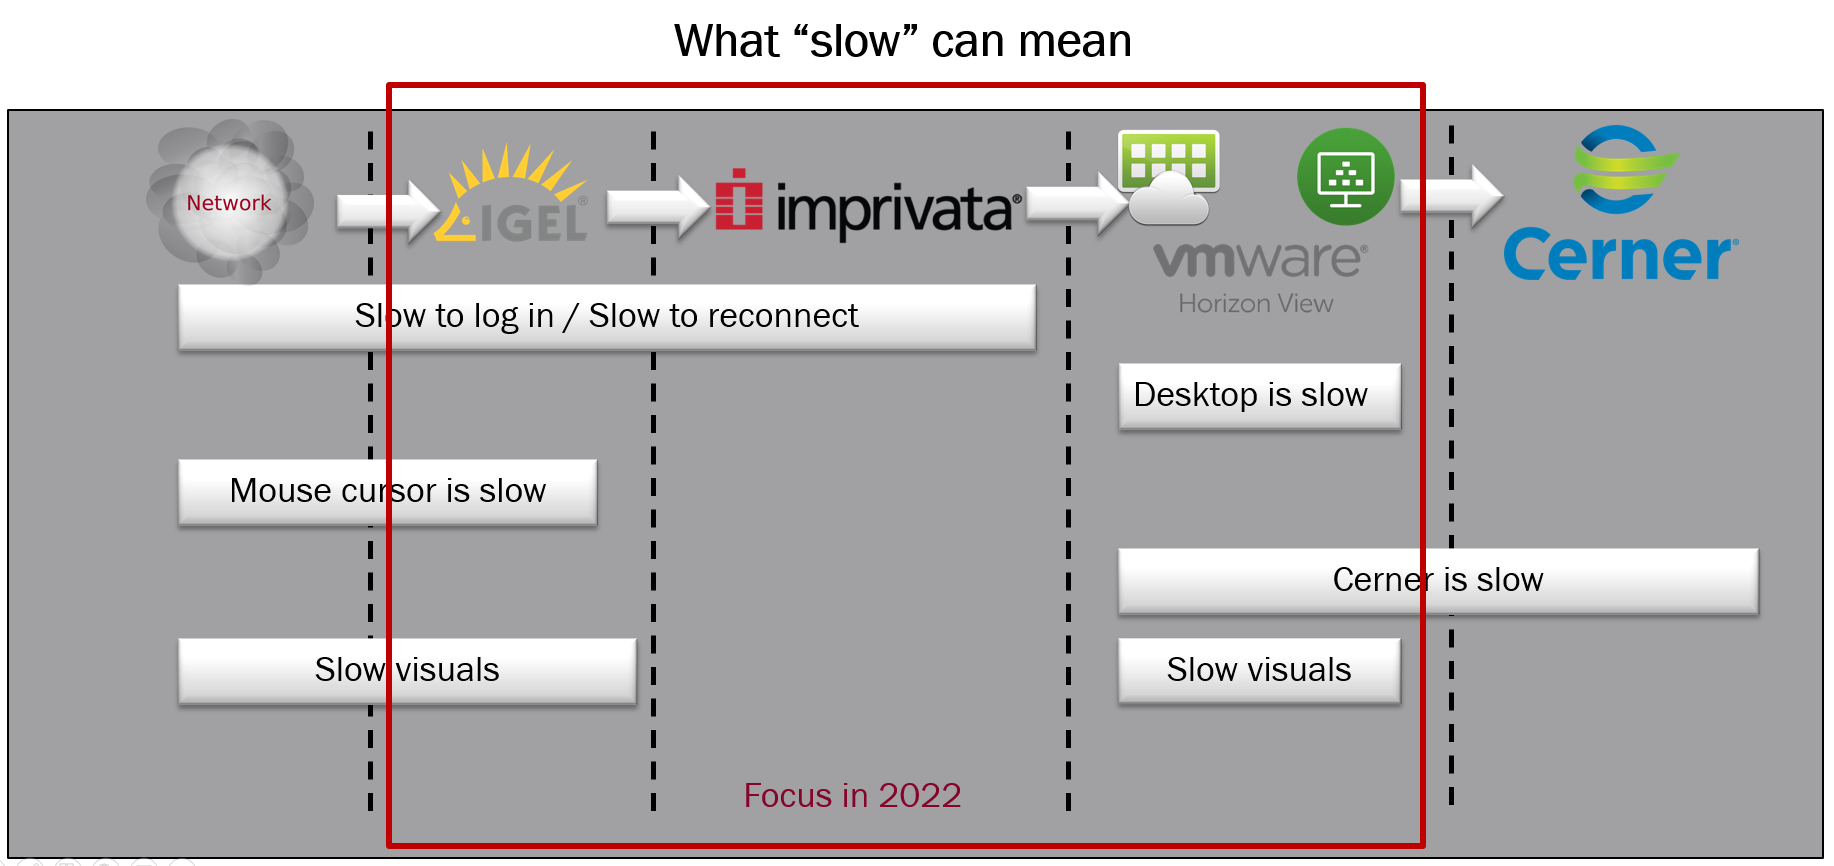 What “slow” can mean
Network
IGEL®
imprivata®
vmware®
Horizon View
Cerner®
Slow to log in / Slow to reconnect
Desktop is slow
Mouse cursor is slow
Cerner is slow
Slow visuals
Slow visuals
Focus in 2022